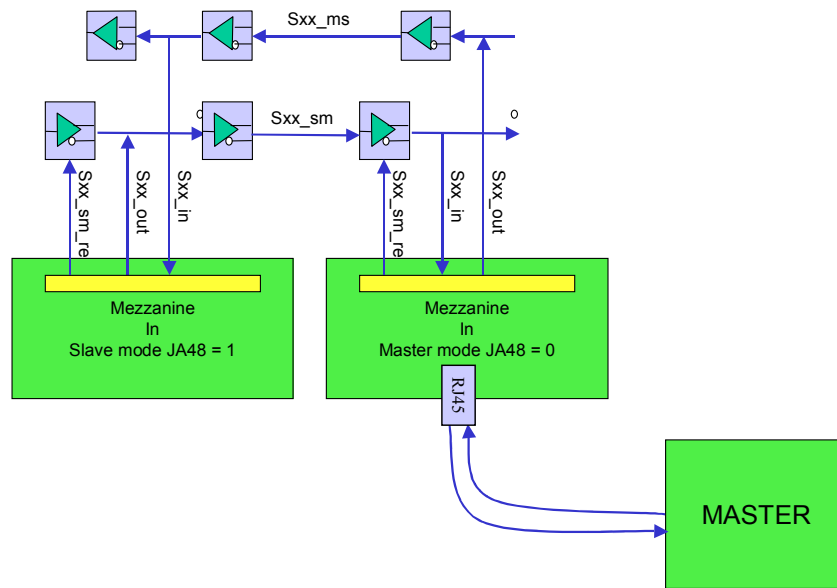 Sxx_ms
Sxx_sm
Sxx_sm_re
Sxx_out
Sxx_in
Sxx_sm_re
Sxx_in
Sxx_out
Mezzanine
In
Slave mode JA48 = 1
Mezzanine
In
Master mode JA48 = 0
RJ45
MASTER